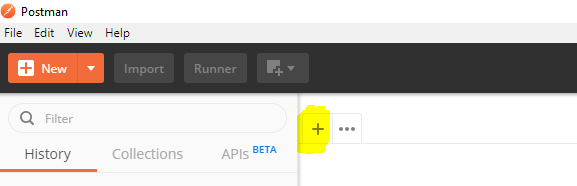 Postman
File Edit View Help
New Import Runner
Filter
History Collections APIs BETA